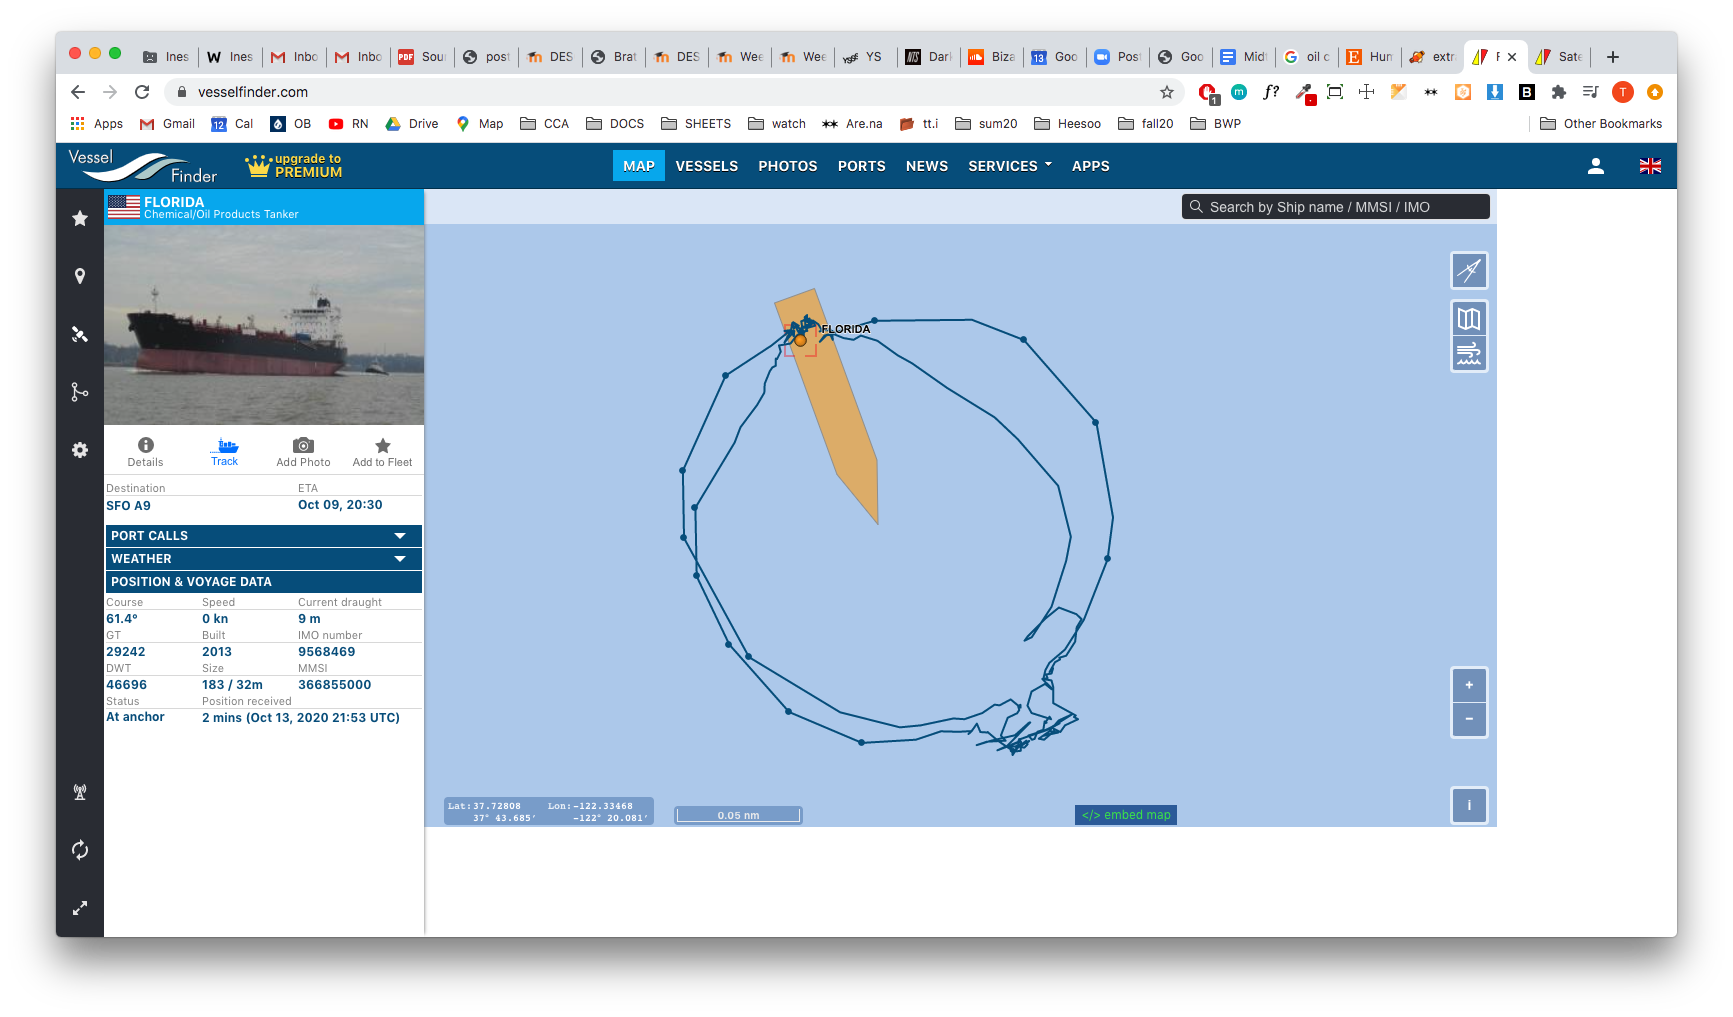 Ines
Ines
Inbo
Inbo
PDF
Sou
post
DES
Brat
DES
Wee
Wee
YS
NTS
Dar
Biza
13
Goo
Post
Goo
Midt
oil c
E
Hun
extr
F
Sate
vesselfinder.com
1
m
f?
B
T
Apps
Gmail
12
Cal
OB
RN
Drive
Map
CCA
DOCS
SHEETS
watch
Are.na
tt.i
sum20
Heesoo
fall20
BWP
Other Bookmarks
Vessel
Finder
upgrade to
PREMIUM
MAP
VESSELS
PHOTOS
PORTS
NEWS
SERVICES
APPS
FLORIDA
Chemical/Oil Products Tanker
Search by Ship name / MMSI / IMO
FLORIDA
Details
Track
Add Photo
Add to Fleet
Destination ETA
SFO A9 Oct 09, 20:30
PORT CALLS
WEATHER
POSITION & VOYAGE DATA
Course Speed Current draught
61.4° 0 kn 9 m
GT Built IMO number
29242 2013 9568469
DWT Size MMSI
46696 183 / 32m 366855000
Status Position received
At anchor 2 mins (Oct 13, 2020 21:53 UTC)
+
-
i
Lat:37.72808 Lon:-122.33468
37° 43.685' -122° 20.081'
0.05 nm
</> embed map